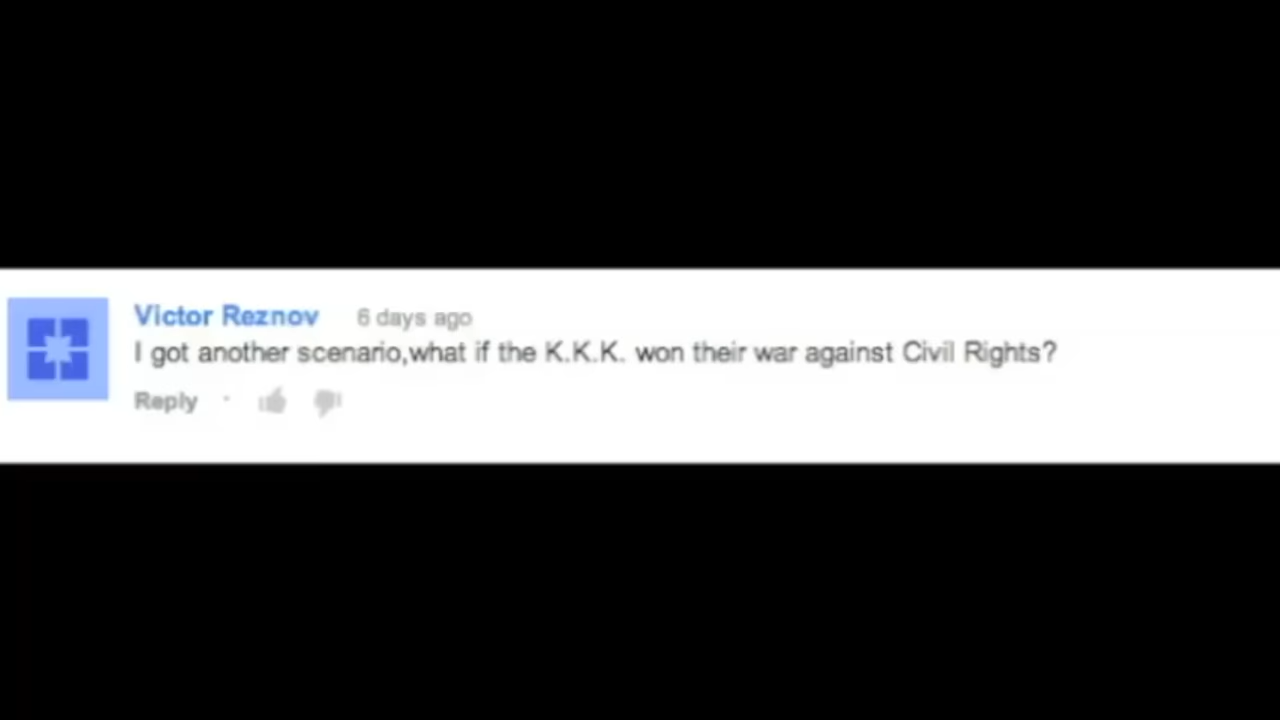 Victor Reznov 6 days ago
I got another scenario,what if the K.K.K. won their war against Civil Rights?
Reply ·